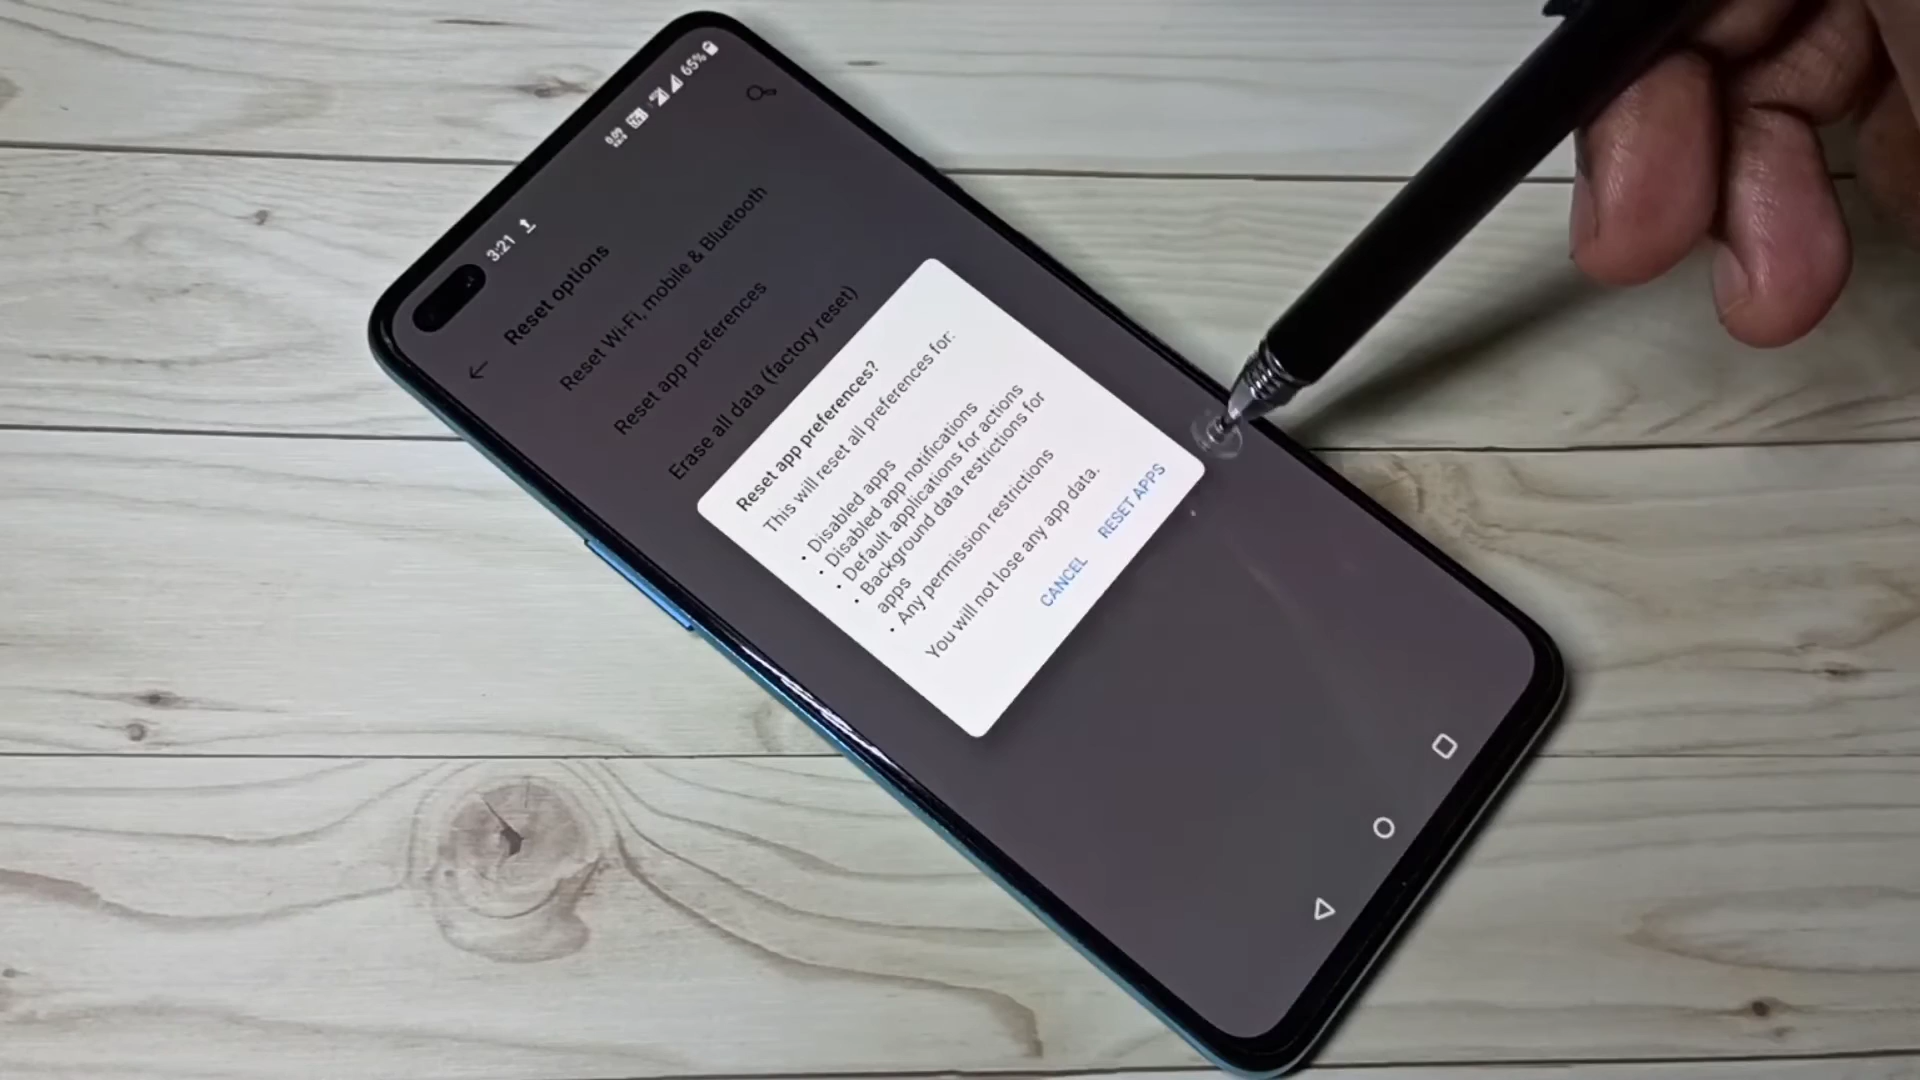 3:21
65%
Reset options
Reset Wi-Fi, mobile & Bluetooth
Reset app preferences
Erase all data (factory reset)
Reset app preferences?
This will reset all preferences for:
• Disabled apps
• Disabled app notifications
• Default applications for actions
• Background data restrictions for
apps
• Any permission restrictions
You will not lose any app data.
CANCEL RESET APPS